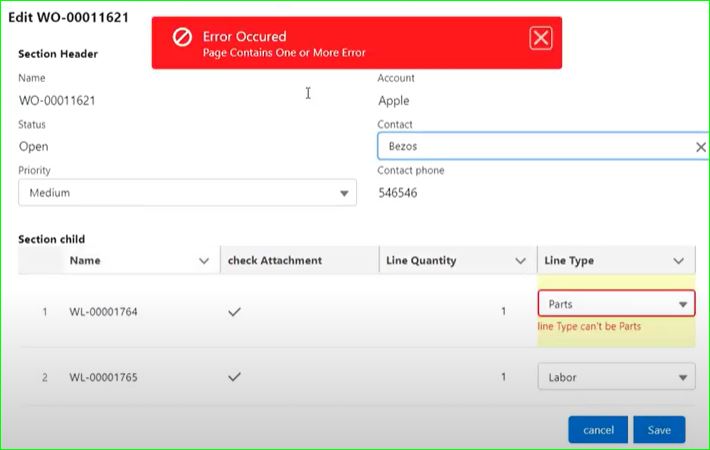 Edit WO-00011621
Error Occured
Page Contains One or More Error
Section Header
Name
Account
WO-00011621
Apple
Status
Contact
Open
Bezos
Priority
Contact phone
Medium
546546
Section child
Name check Attachment Line Quantity Line Type
1 WL-00001764 1 Parts
line Type can't be Parts
2 WL-00001765 1 Labor
cancel Save